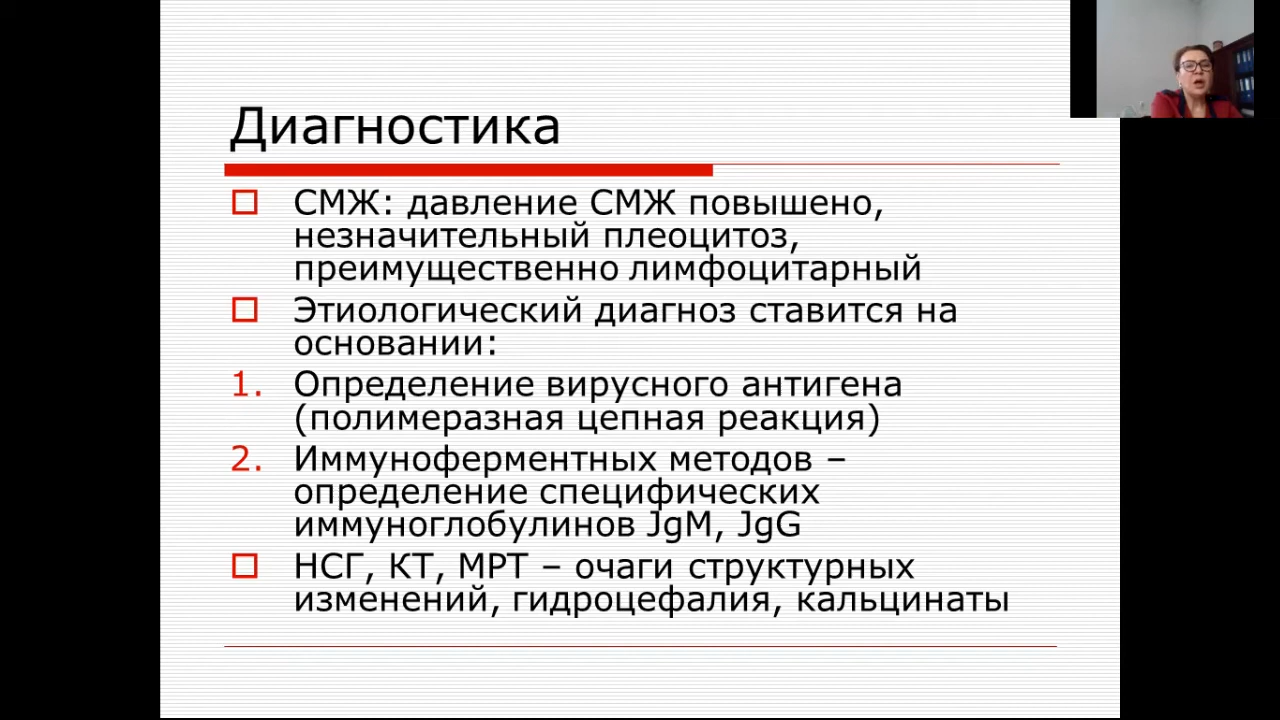 Диагностика
СМЖ: давление СМЖ повышено,
незначительный плеоцитоз,
преимущественно лимфоцитарный
Этиологический диагноз ставится на
основании:
1. Определение вирусного антигена
(полимеразная цепная реакция)
2. Иммуноферментных методов –
определение специфических
иммуноглобулинов JgM, JgG
НСГ, КТ, МРТ – очаги структурных
изменений, гидроцефалия, кальцинаты